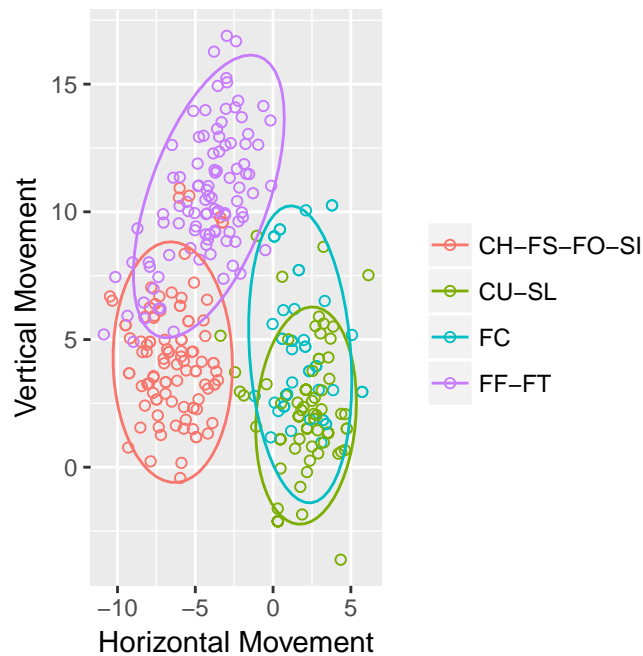 Vertical Movement
15
10
5
0
−10
−5
0
5
Horizontal Movement
CH−FS−FO−SI
CU−SL
FC
FF−FT